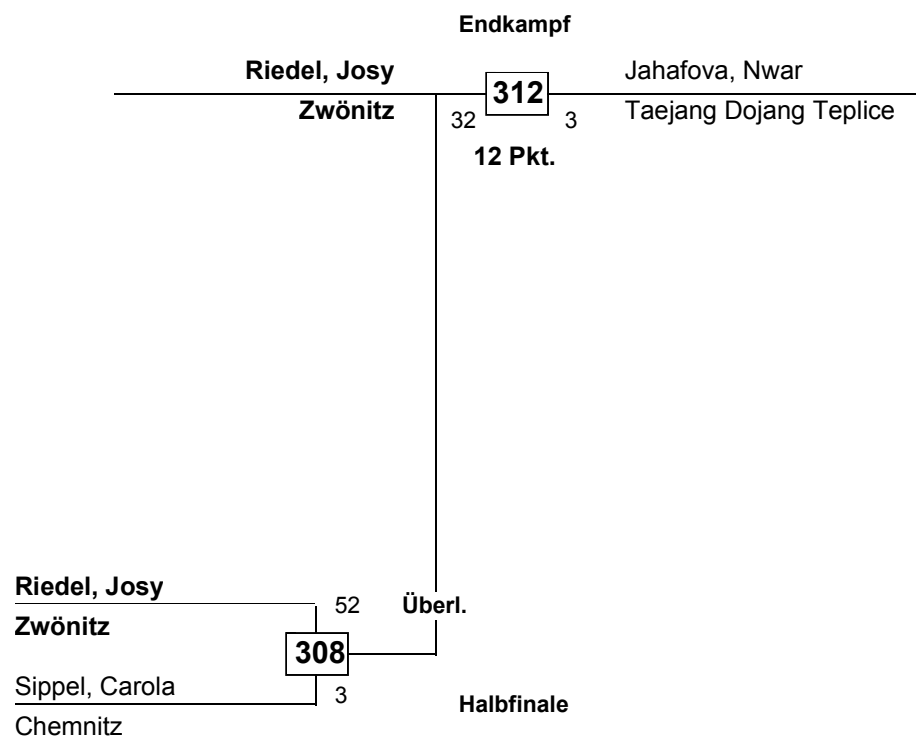 Endkampf
Riedel, Josy
Zwönitz
32
312
3
Jahafova, Nwar
Taejang Dojang Teplice
12 Pkt.
Riedel, Josy
Zwönitz
52
Überl.
308
Sippel, Carola
Chemnitz
3
Halbfinale